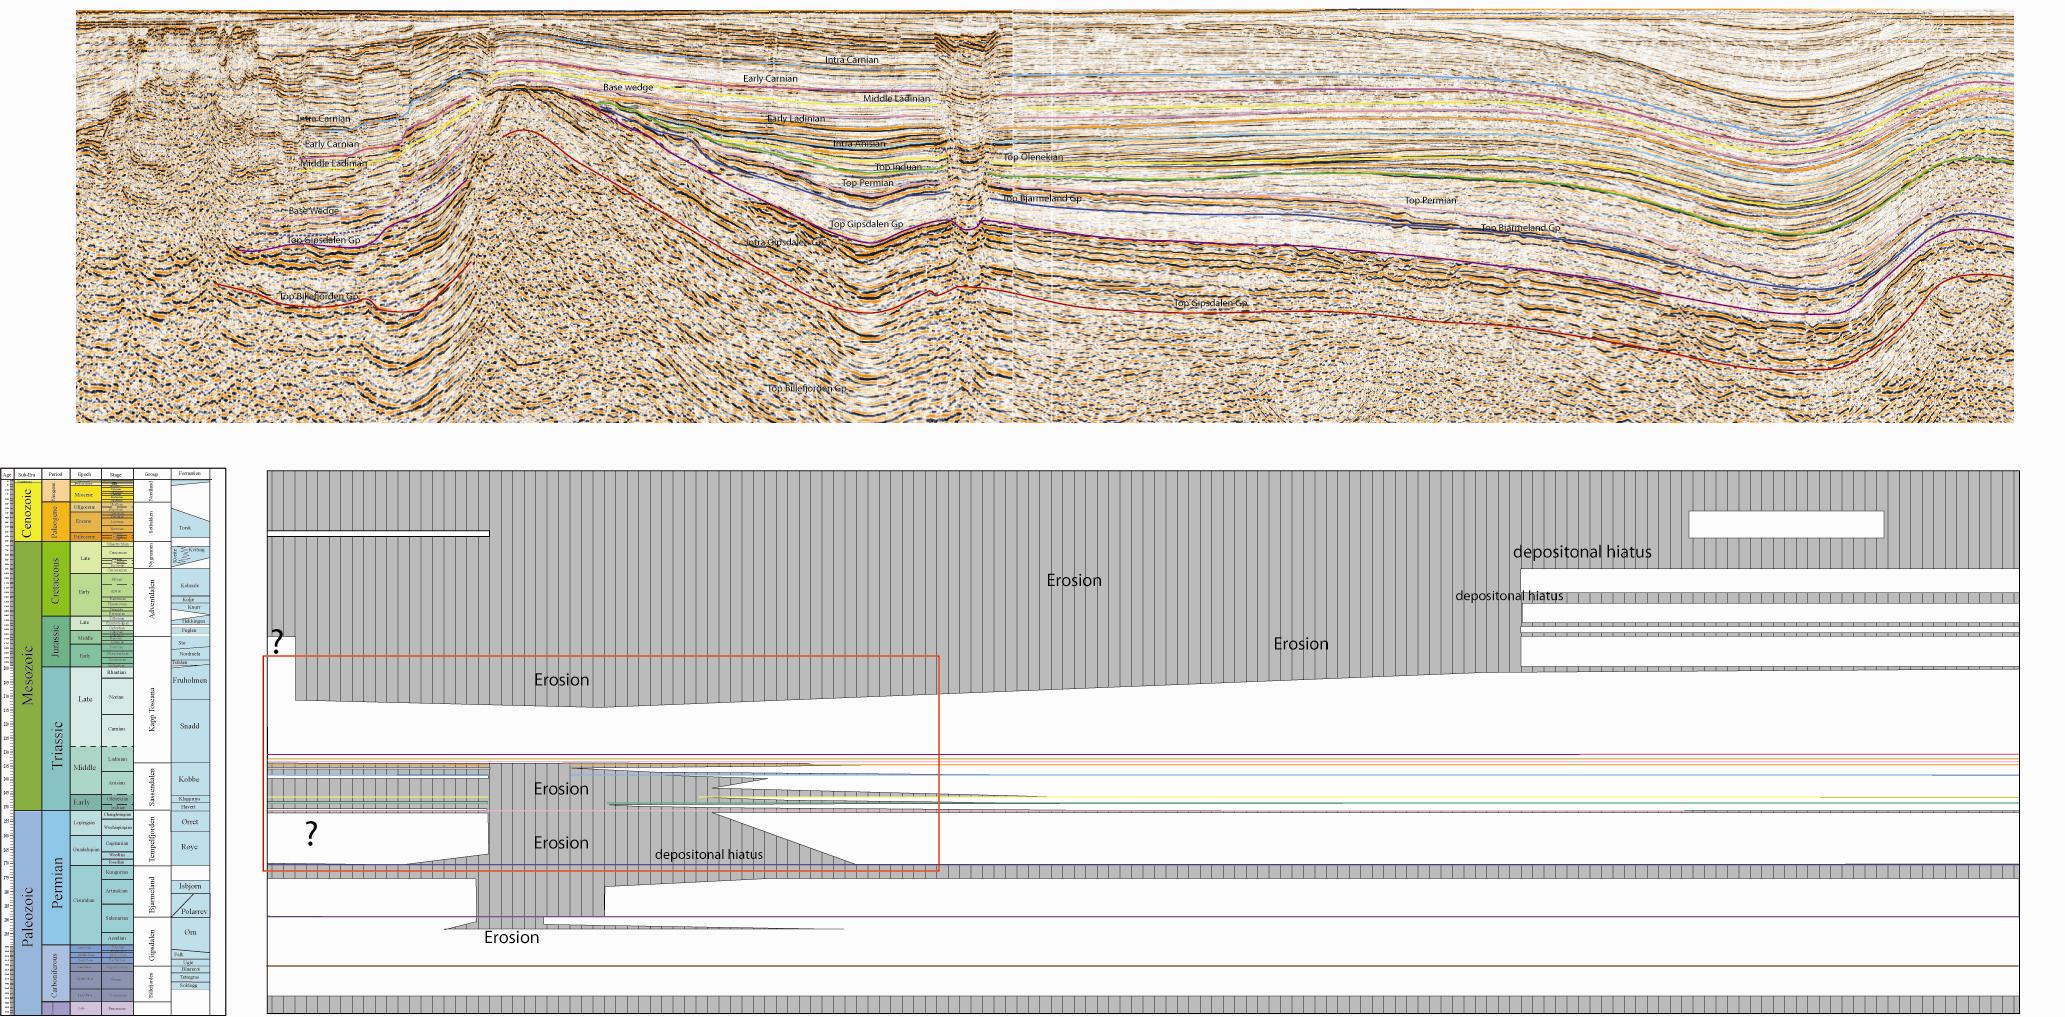 Intra Carnian
Early Carnian
Base wedge
Middle Ladinian
Intra Carnian
Early Ladinian
Early Carnian
Intra Anisian
Middle Ladinian
Top Induan
Top Olenekian
Top Permian
Top Bjarmeland Gp
Top Permian
Base Wedge
Top Gipsdalen Gp
Top Bjarmeland Gp
Top Gipsdalen Gp
Intra Gipsdalen Gp
Top Billefjorden Gp
Top Gipsdalen Gp
Top Billefjorden Gp
Age
Sub-Era
Period
Epoch
Stage
Group
Formation
Cenozoic
Mesozoic
Paleozoic
Neogene
Paleogene
Cretaceous
Jurassic
Triassic
Permian
Carboniferous
Miocene
Oligocene
Eocene
Paleocene
Late
Early
Late
Middle
Early
Late
Middle
Early
Lopingian
Guadalupian
Cisuralian
Rhaetian
Norian
Carnian
Ladinian
Anisian
Olenekian
Changhsingian
Wuchiapingian
Capitanian
Wordian
Roadian
Kungurian
Artinskian
Sakmarian
Asselian
Nordland
Sotbakken
Nygrunnen
Adventdalen
Kapp Toscana
Sassendalen
Tempelfjorden
Bjarmeland
Gipsdalen
Billefjorden
Torsk
Kveite
Kviting
Kolmule
Kolje
Knurr
Hekkingen
Fuglen
Stø
Nordmela
Tubåen
Fruholmen
Snadd
Kobbe
Klappmys
Havert
Ørret
Røye
Isbjørn
Polarrev
Ørn
Falk
Ugle
Blærerot
Tettegras
Soldogg
depositonal hiatus
Erosion
depositonal hiatus
?
Erosion
Erosion
Erosion
?
Erosion
depositonal hiatus
Erosion